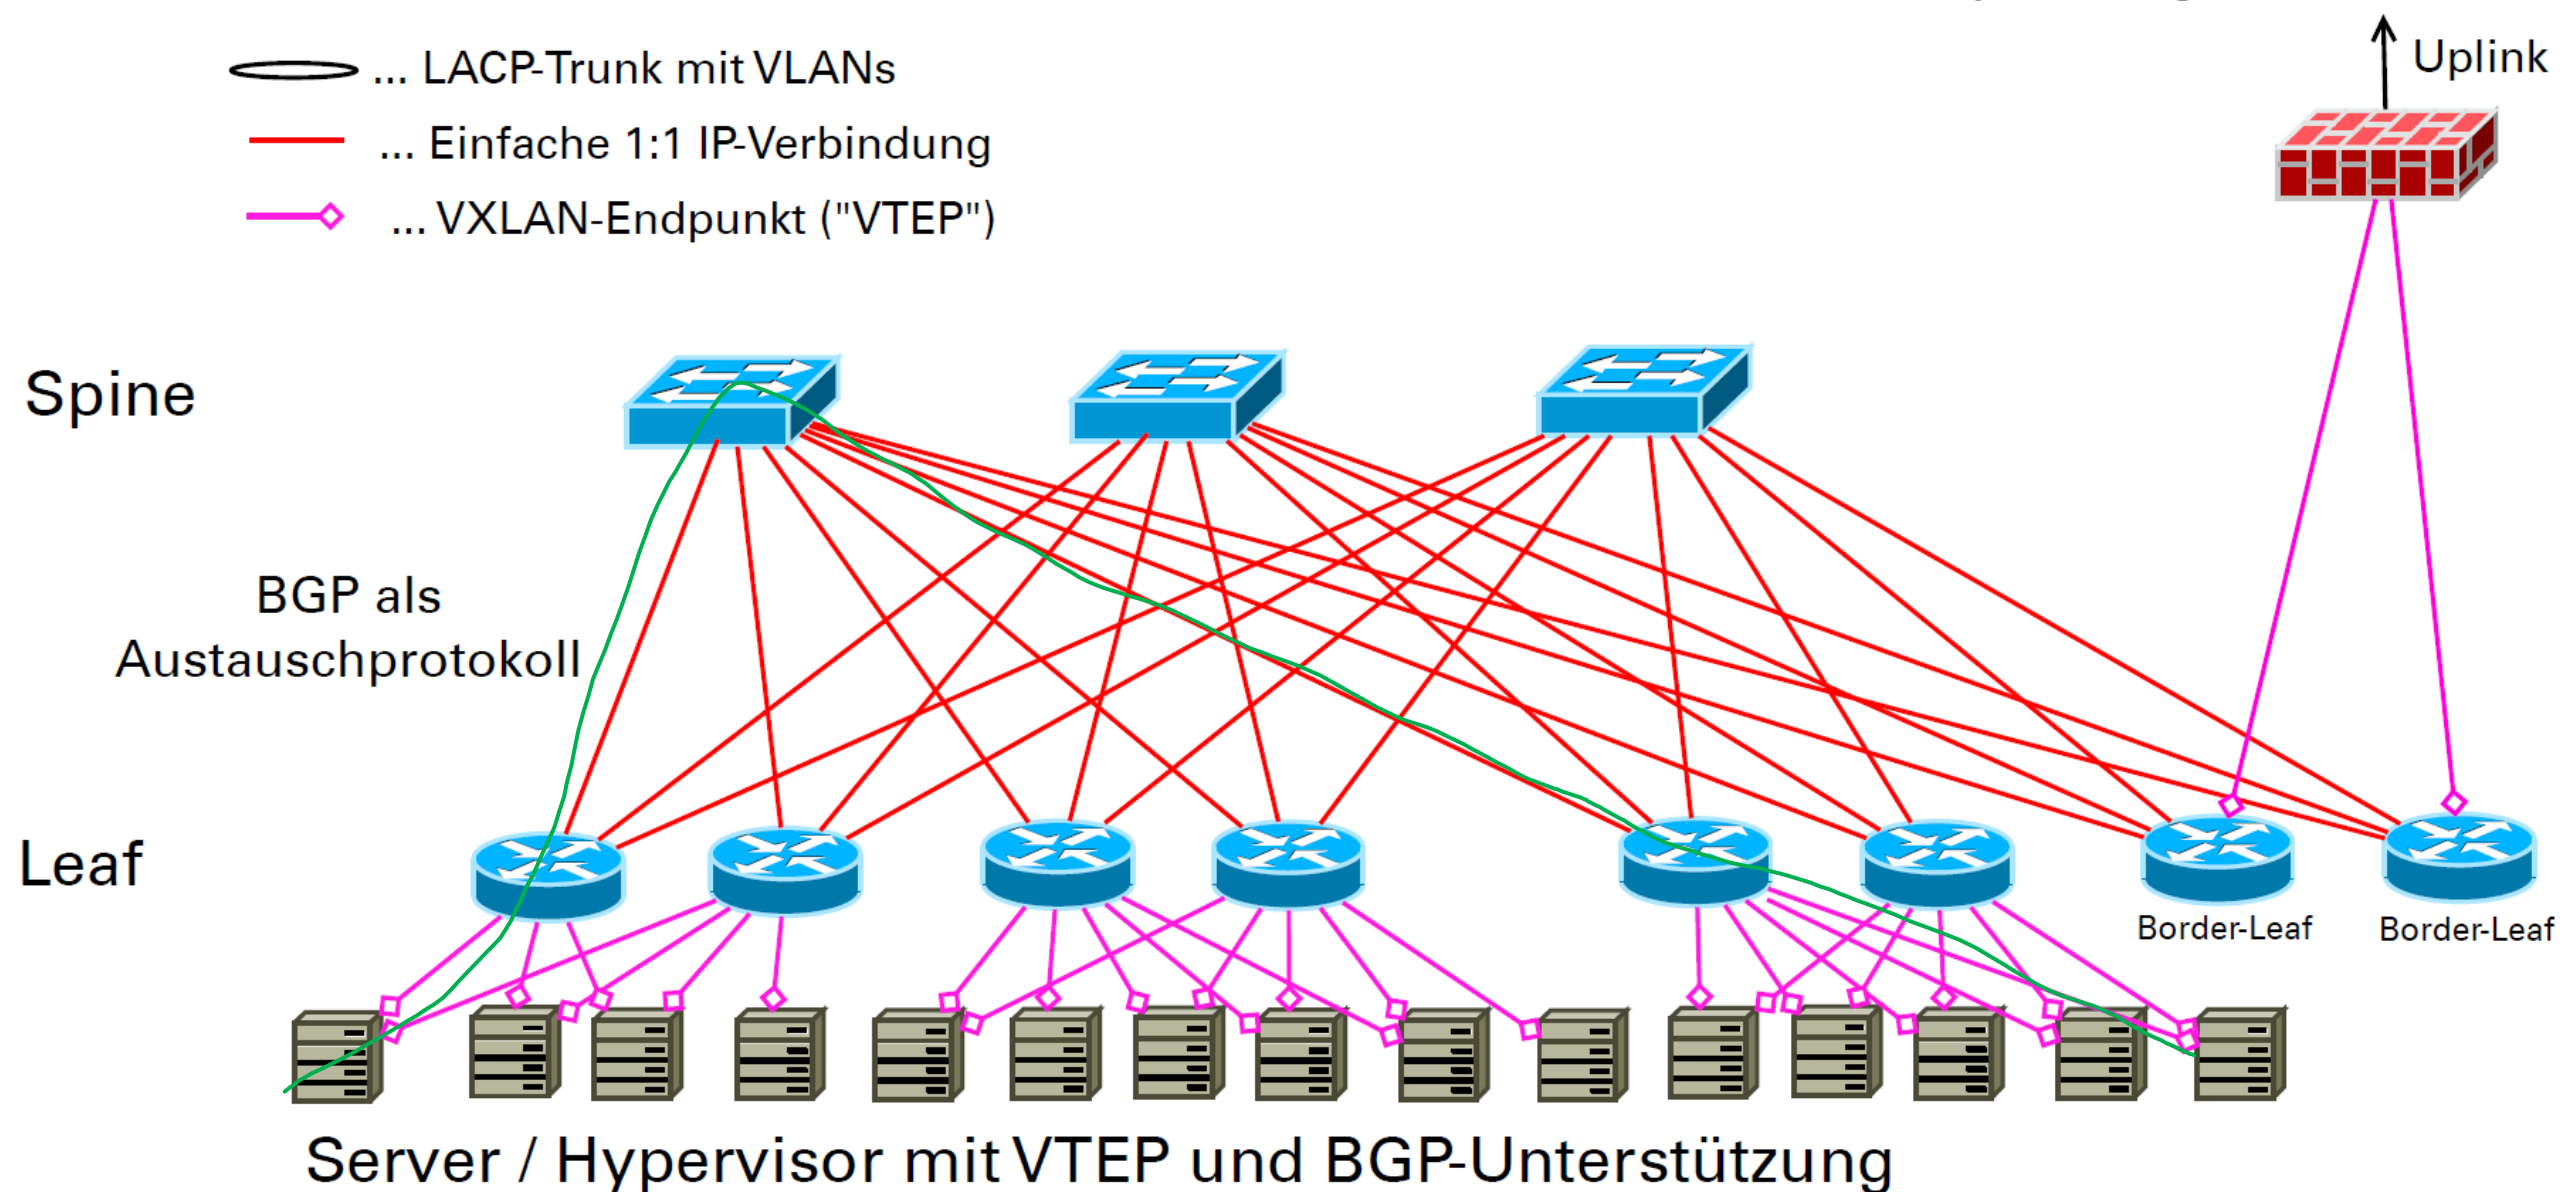 ... LACP-Trunk mit VLANs
Uplink
... Einfache 1:1 IP-Verbindung
... VXLAN-Endpunkt ("VTEP")
Spine
BGP als
Austauschprotokoll
Leaf
Border-Leaf
Border-Leaf
Server / Hypervisor mit VTEP und BGP-Unterstützung